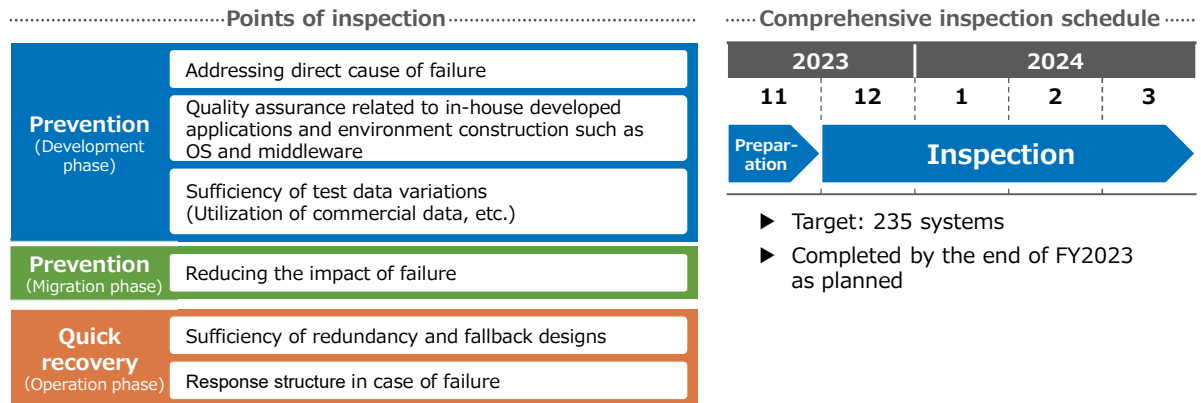 Points of inspection
Prevention
(Development
phase)
Addressing direct cause of failure
Quality assurance related to in-house developed
applications and environment construction such as
OS and middleware
Sufficiency of test data variations
(Utilization of commercial data, etc.)
Prevention
(Migration phase)
Reducing the impact of failure
Quick
recovery
(Operation phase)
Sufficiency of redundancy and fallback designs
Response structure in case of failure
Comprehensive inspection schedule
2023 2024
11 12 1 2 3
Prepar-
ation
Inspection
▶ Target: 235 systems
▶ Completed by the end of FY2023
as planned